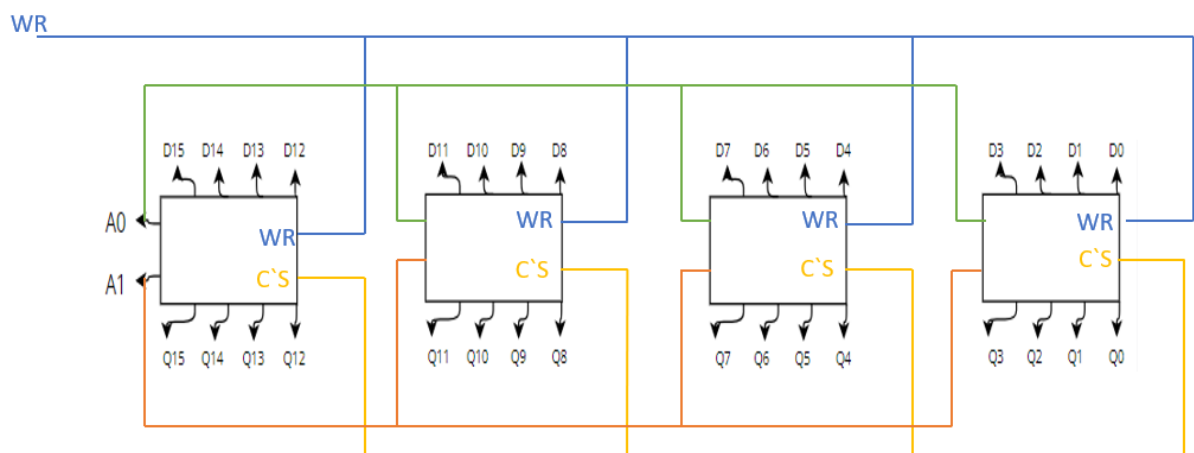 WR
D15 D14 D13 D12 D11 D10 D9 D8 D7 D6 D5 D4 D3 D2 D1 D0
A0 WR WR WR WR
A1 C`S C`S C`S C`S
Q15 Q14 Q13 Q12 Q11 Q10 Q9 Q8 Q7 Q6 Q5 Q4 Q3 Q2 Q1 Q0